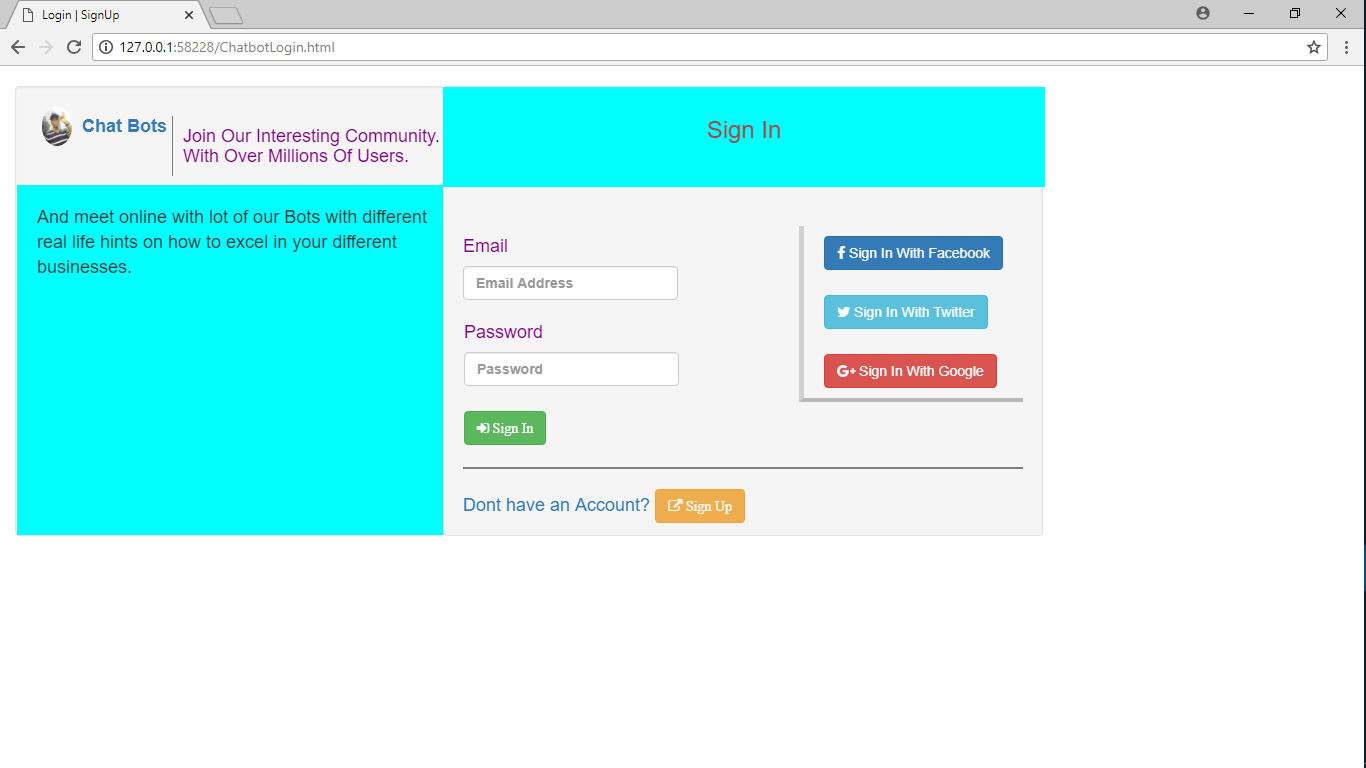 Login | SignUp
127.0.0.1:58228/ChatbotLogin.html
Chat Bots
Join Our Interesting Community.
With Over Millions Of Users.
And meet online with lot of our Bots with different
real life hints on how to excel in your different
businesses.
Sign In
Email
Email Address
Password
Password
Sign In
Sign In With Facebook
Sign In With Twitter
G+ Sign In With Google
Dont have an Account? Sign Up